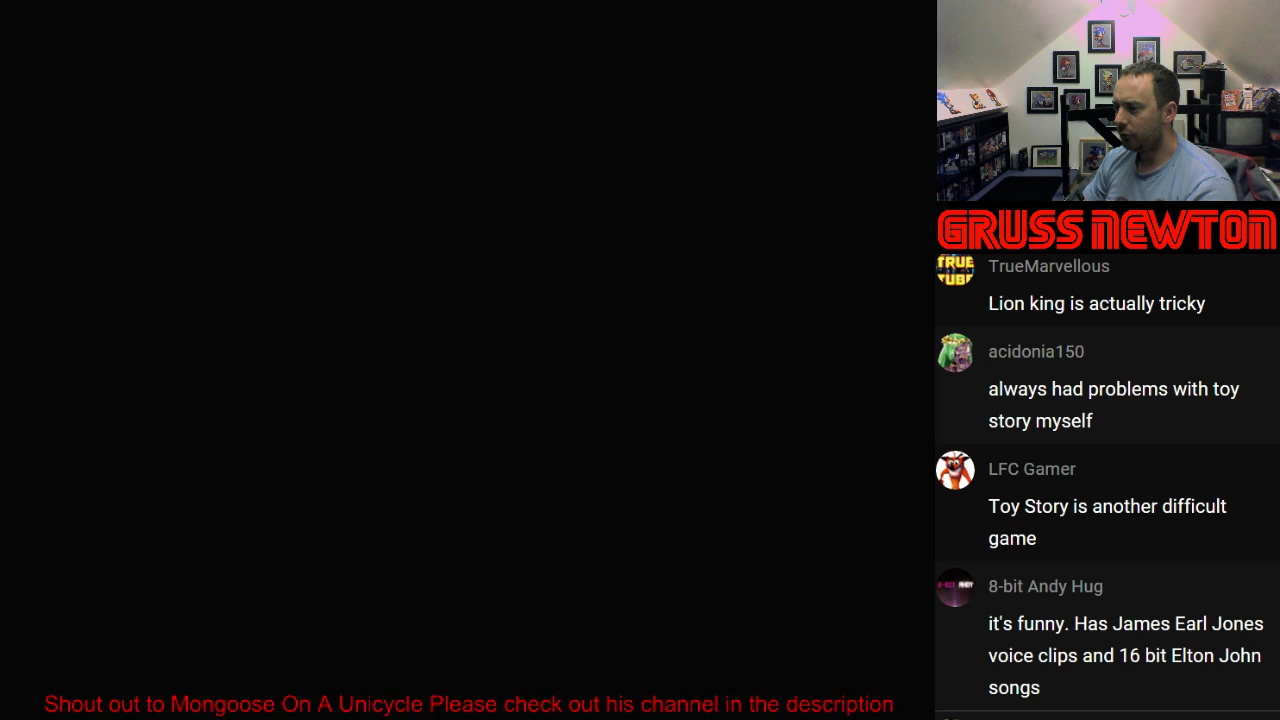 GRUSS NEWTON
TRUE
TUBE
TrueMarvellous
Lion king is actually tricky
acidonia150
always had problems with toy
story myself
LFC Gamer
Toy Story is another difficult
game
8-bit Andy Hug
it's funny. Has James Earl Jones
voice clips and 16 bit Elton John
songs
Shout out to Mongoose On A Unicycle Please check out his channel in the description